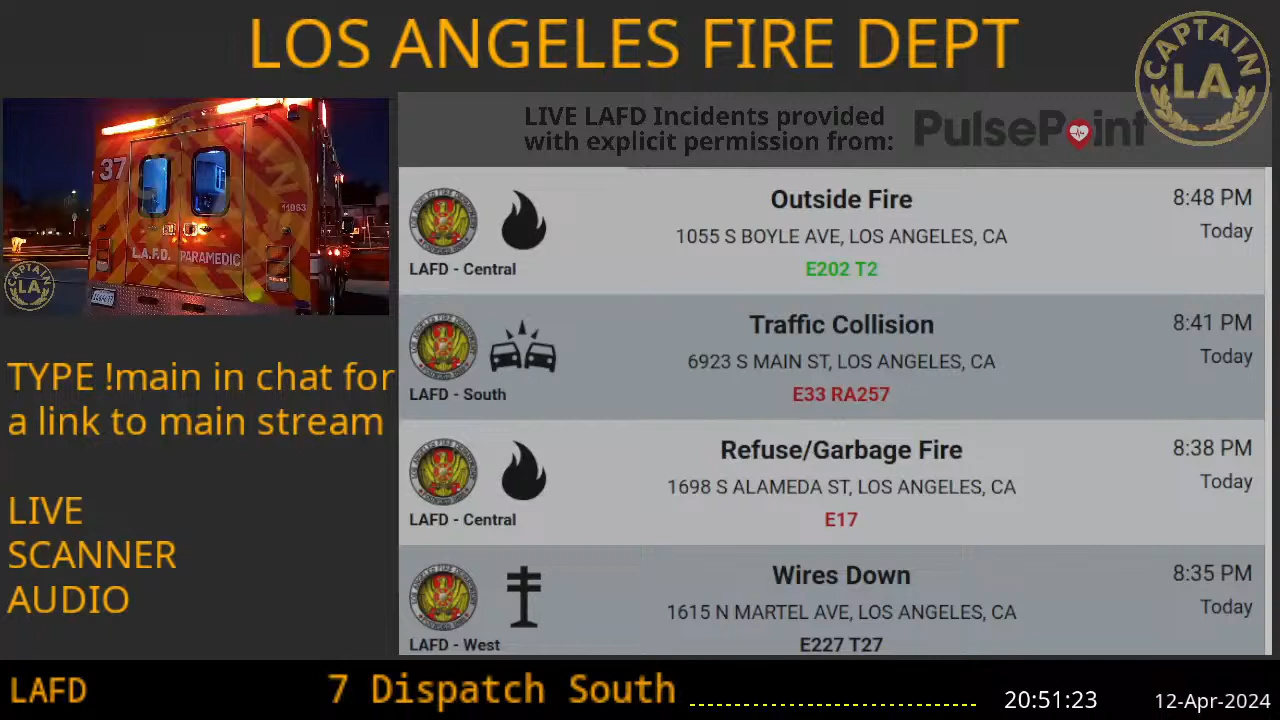 LOS ANGELES FIRE DEPT
CAPTAIN
LA
LIVE LAFD Incidents provided
with explicit permission from:
PulsePoint
37
11963
L.A.F.D. PARAMEDIC
CAPTAIN
LA
Outside Fire
8:48 PM
1055 S BOYLE AVE, LOS ANGELES, CA
Today
LAFD - Central
E202 T2
Traffic Collision
8:41 PM
6923 S MAIN ST, LOS ANGELES, CA
Today
LAFD - South
E33 RA257
Refuse/Garbage Fire
8:38 PM
1698 S ALAMEDA ST, LOS ANGELES, CA
Today
LAFD - Central
E17
Wires Down
8:35 PM
1615 N MARTEL AVE, LOS ANGELES, CA
Today
LAFD - West
E227 T27
TYPE !main in chat for
a link to main stream
LIVE
SCANNER
AUDIO
LAFD
7 Dispatch South
20:51:23
12-Apr-2024